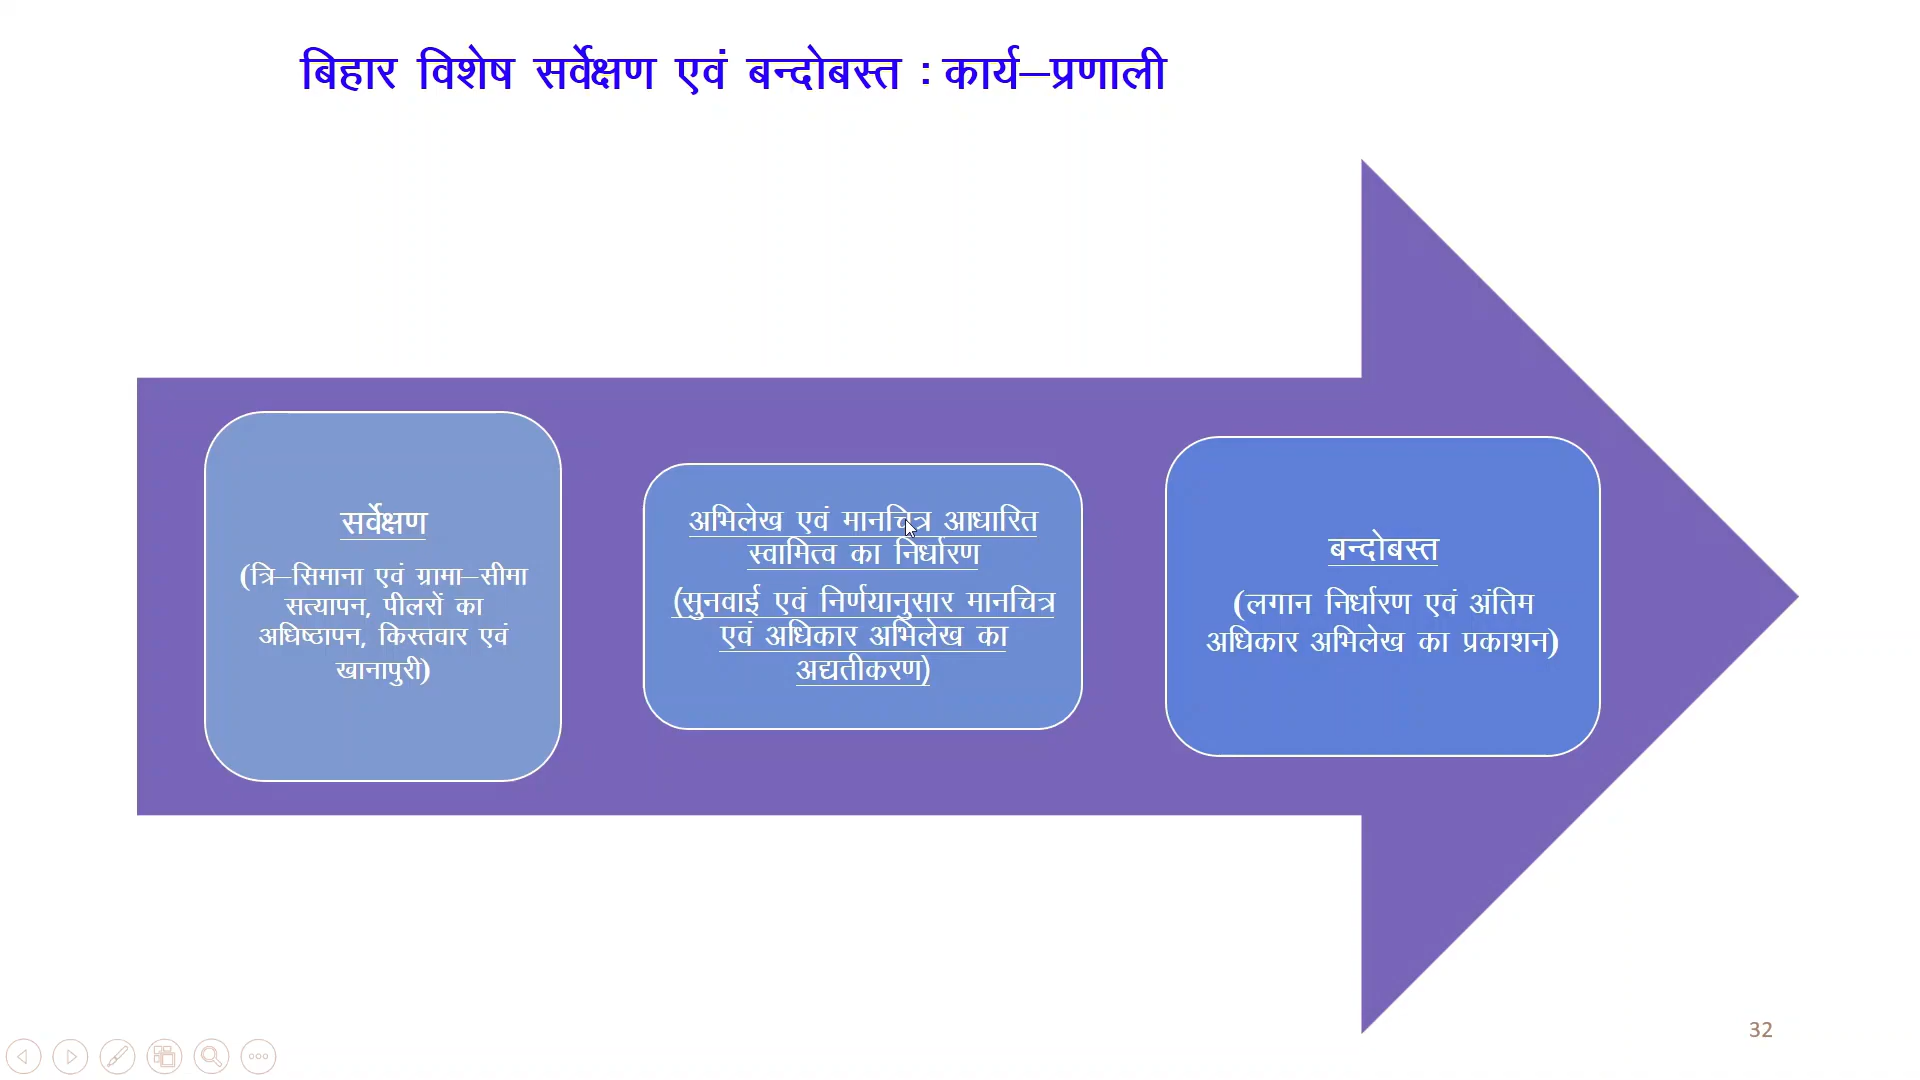 बिहार विशेष सर्वेक्षण एवं बन्दोबस्त : कार्य–प्रणाली
सर्वेक्षण
(त्रि–सिमाना एवं ग्रामा–सीमा
सत्यापन, पीलरों का
अधिष्ठापन, किस्तवार एवं
खानापुरी)
अभिलेख एवं मानचित्र आधारित
स्वामित्व का निर्धारण
(सुनवाई एवं निर्णयानुसार मानचित्र
एवं अधिकार अभिलेख का
अद्यतीकरण)
बन्दोबस्त
(लगान निर्धारण एवं अंतिम
अधिकार अभिलेख का प्रकाशन)
32